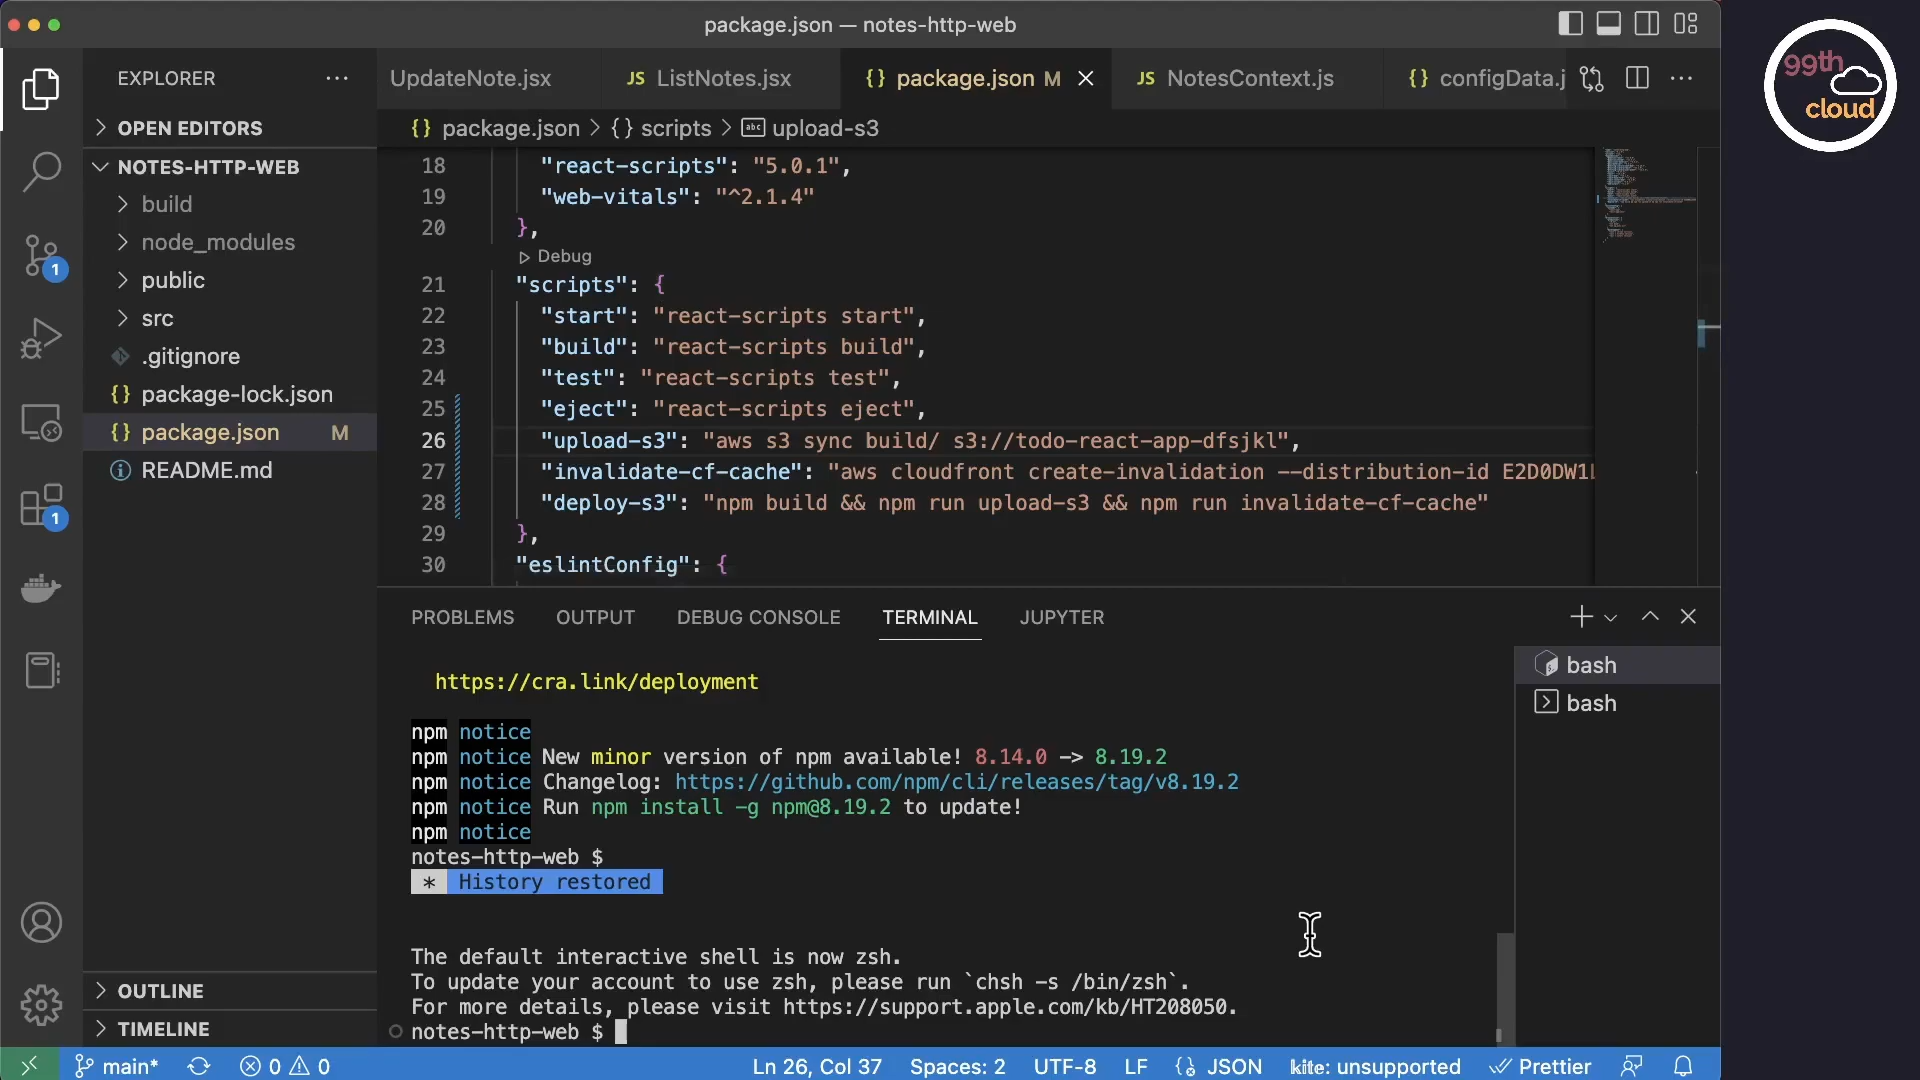 package.json — notes-http-web
99th
cloud
EXPLORER
UpdateNote.jsx
JS ListNotes.jsx
{} package.json M
JS NotesContext.js
{} configData.j
OPEN EDITORS
{} package.json > {} scripts > abc upload-s3
NOTES-HTTP-WEB
build
node_modules
public
src
.gitignore
{} package-lock.json
{} package.json M
README.md
OUTLINE
TIMELINE
1
1
18 "react-scripts": "5.0.1",
19 "web-vitals": "^2.1.4"
20 },
Debug
21 "scripts": {
22 "start": "react-scripts start",
23 "build": "react-scripts build",
24 "test": "react-scripts test",
25 "eject": "react-scripts eject",
26 "upload-s3": "aws s3 sync build/ s3://todo-react-app-dfsjkl",
27 "invalidate-cf-cache": "aws cloudfront create-invalidation --distribution-id E2D0DW1L
28 "deploy-s3": "npm build && npm run upload-s3 && npm run invalidate-cf-cache"
29 },
30 "eslintConfig": {
PROBLEMS OUTPUT DEBUG CONSOLE TERMINAL JUPYTER
bash
bash
https://cra.link/deployment
npm notice
npm notice New minor version of npm available! 8.14.0 -> 8.19.2
npm notice Changelog: https://github.com/npm/cli/releases/tag/v8.19.2
npm notice Run npm install -g npm@8.19.2 to update!
npm notice
notes-http-web $
* History restored
The default interactive shell is now zsh.
To update your account to use zsh, please run `chsh -s /bin/zsh`.
For more details, please visit https://support.apple.com/kb/HT208050.
notes-http-web $
main* 0 0 Ln 26, Col 37 Spaces: 2 UTF-8 LF {} JSON kite: unsupported Prettier